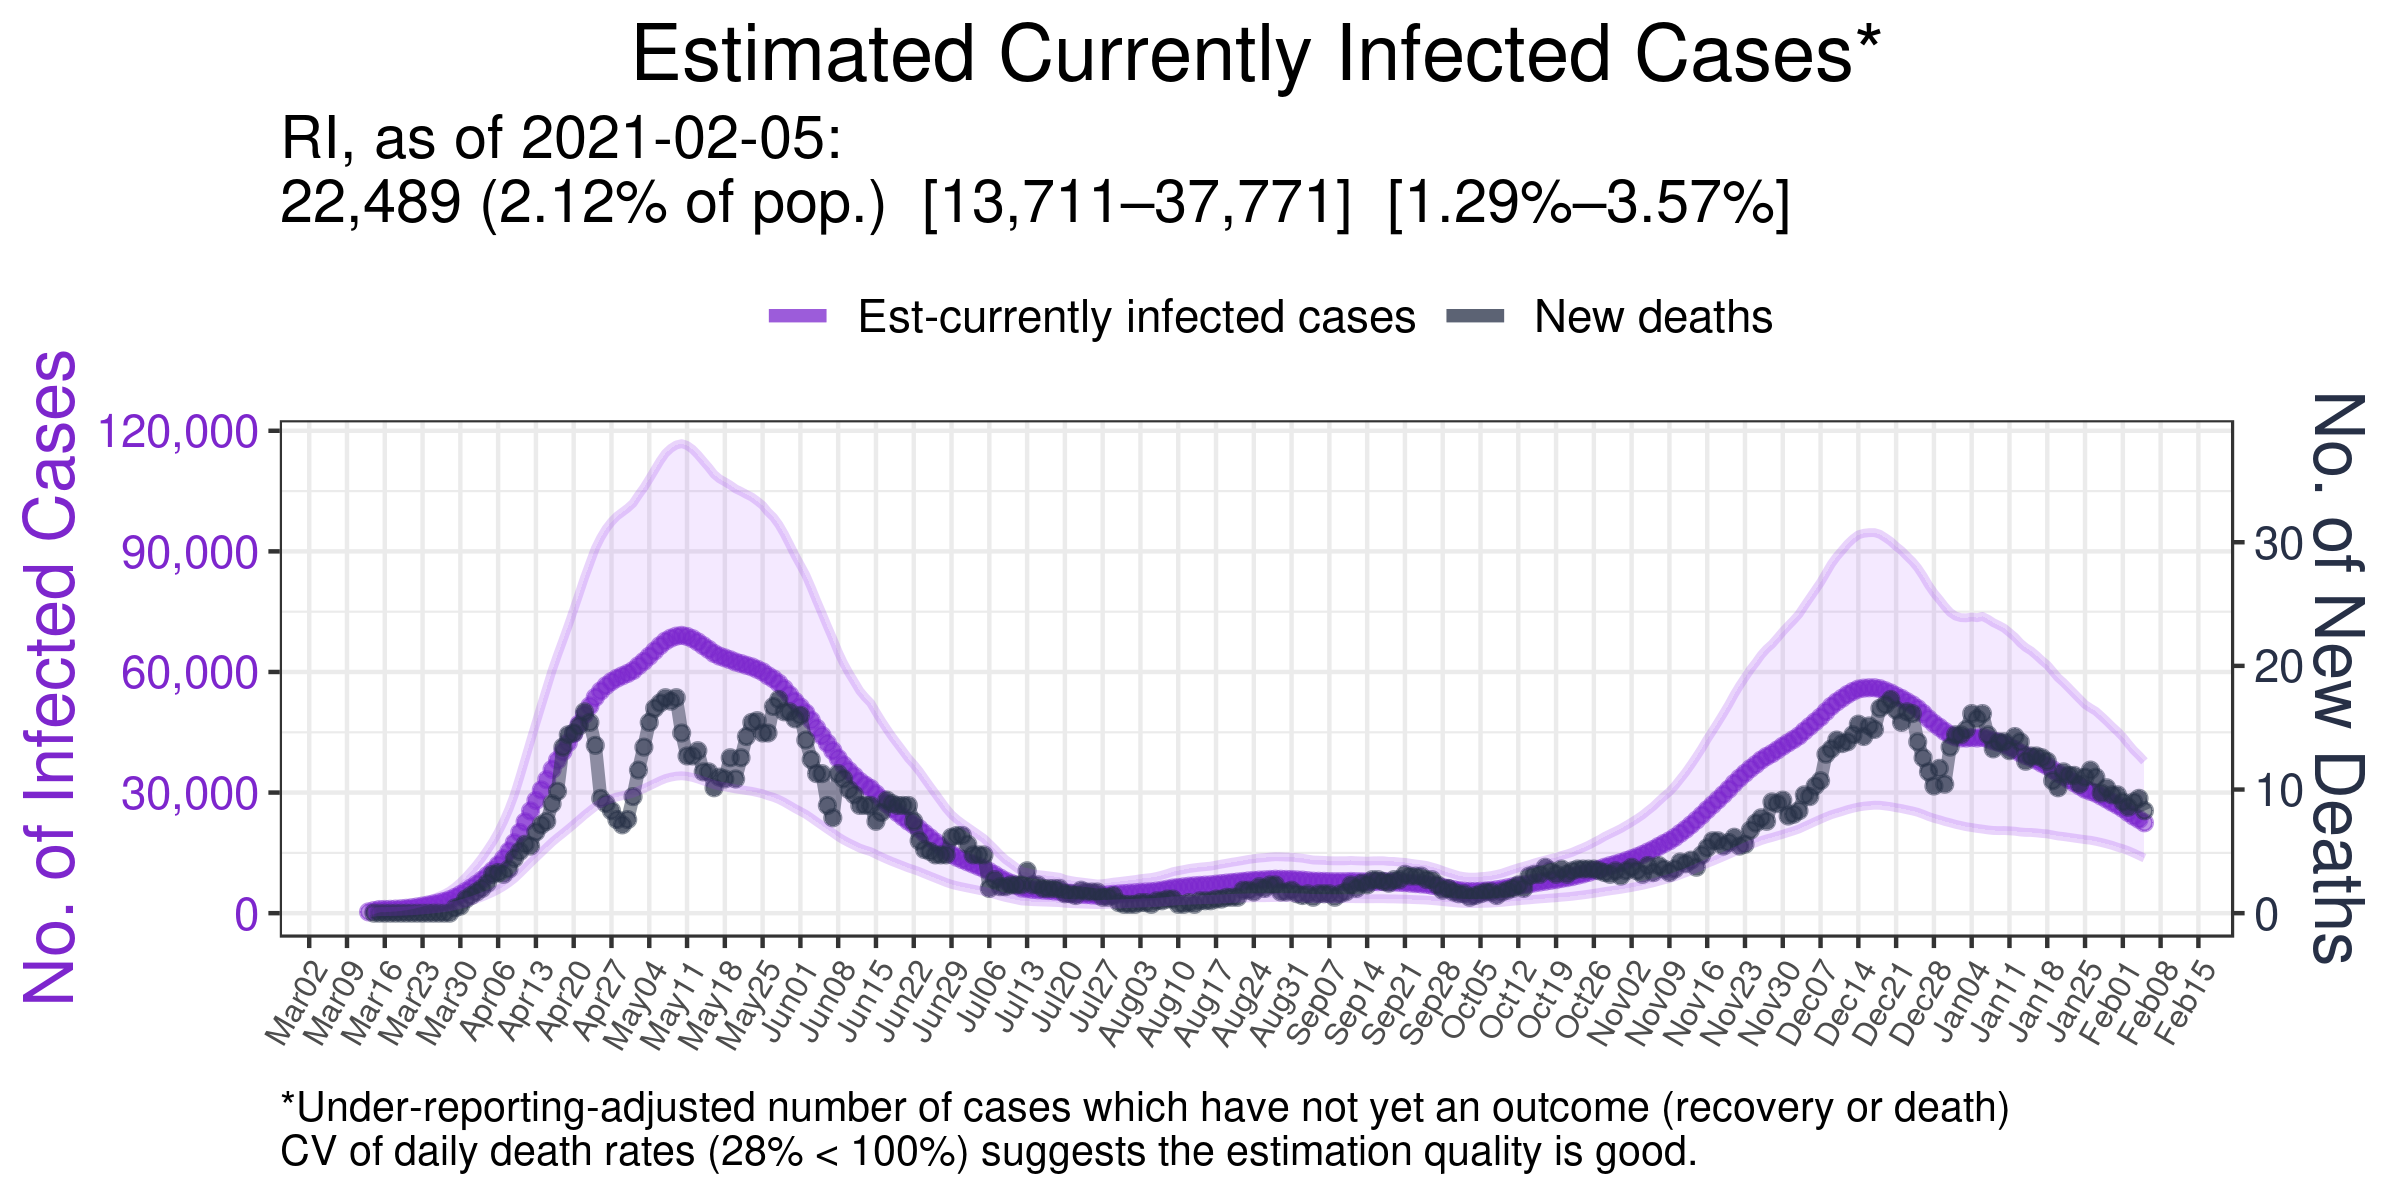 Estimated Currently Infected Cases*
RI, as of 2021-02-05:
22,489 (2.12% of pop.)  [13,711–37,771]  [1.29%–3.57%]
Est-currently infected cases
New deaths
No. of Infected Cases
120,000
90,000
60,000
30,000
0
No. of New Deaths
30
20
10
0
Mar02
Mar09
Mar16
Mar23
Mar30
Apr06
Apr13
Apr20
Apr27
May04
May11
May18
May25
Jun01
Jun08
Jun15
Jun22
Jun29
Jul06
Jul13
Jul20
Jul27
Aug03
Aug10
Aug17
Aug24
Aug31
Sep07
Sep14
Sep21
Sep28
Oct05
Oct12
Oct19
Oct26
Nov02
Nov09
Nov16
Nov23
Nov30
Dec07
Dec14
Dec21
Dec28
Jan04
Jan11
Jan18
Jan25
Feb01
Feb08
Feb15
*Under-reporting-adjusted number of cases which have not yet an outcome (recovery or death)
CV of daily death rates (28% < 100%) suggests the estimation quality is good.